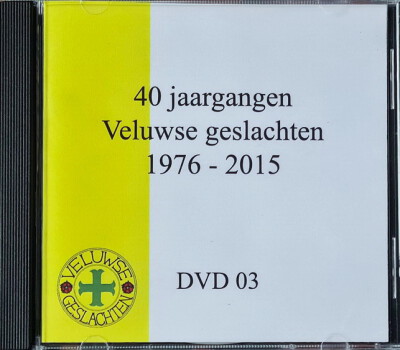 40 jaargangen
Veluwse geslachten
1976 - 2015
VELUWSE
GESLACHTEN
DVD 03